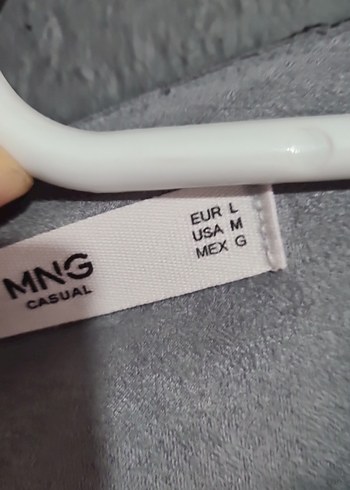 MNG
CASUAL
EUR L
USA M
MEX G